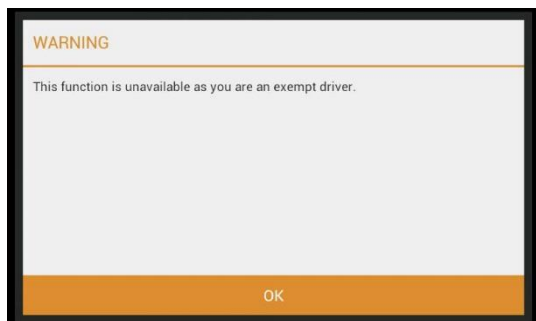 WARNING
This function is unavailable as you are an exempt driver.
OK